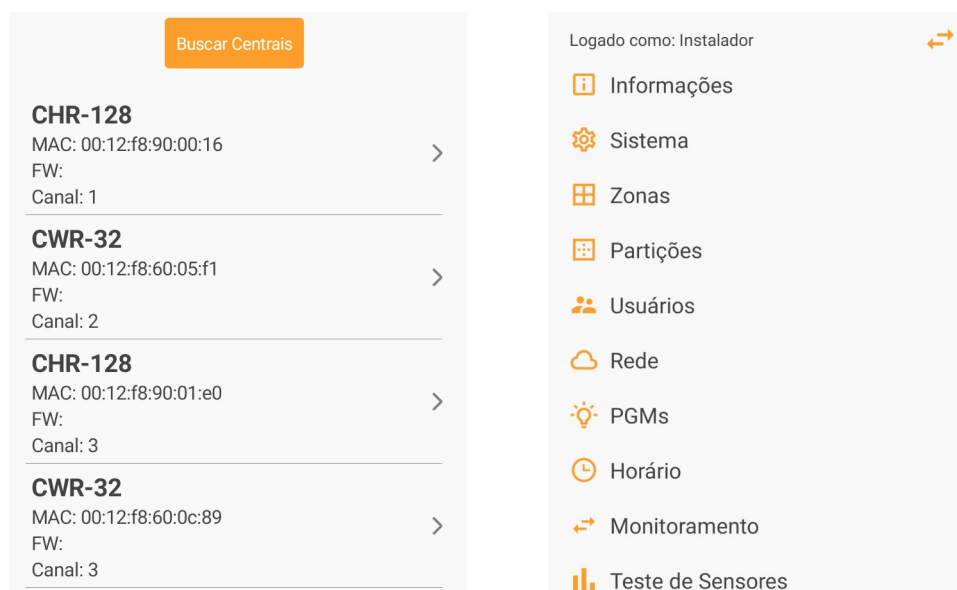 Buscar Centrais
CHR-128
MAC: 00:12:f8:90:00:16
FW:
Canal: 1
CWR-32
MAC: 00:12:f8:60:05:f1
FW:
Canal: 2
CHR-128
MAC: 00:12:f8:90:01:e0
FW:
Canal: 3
CWR-32
MAC: 00:12:f8:60:0c:89
FW:
Canal: 3
Logado como: Instalador
Informações
Sistema
Zonas
Partições
Usuários
Rede
PGMs
Horário
Monitoramento
Teste de Sensores